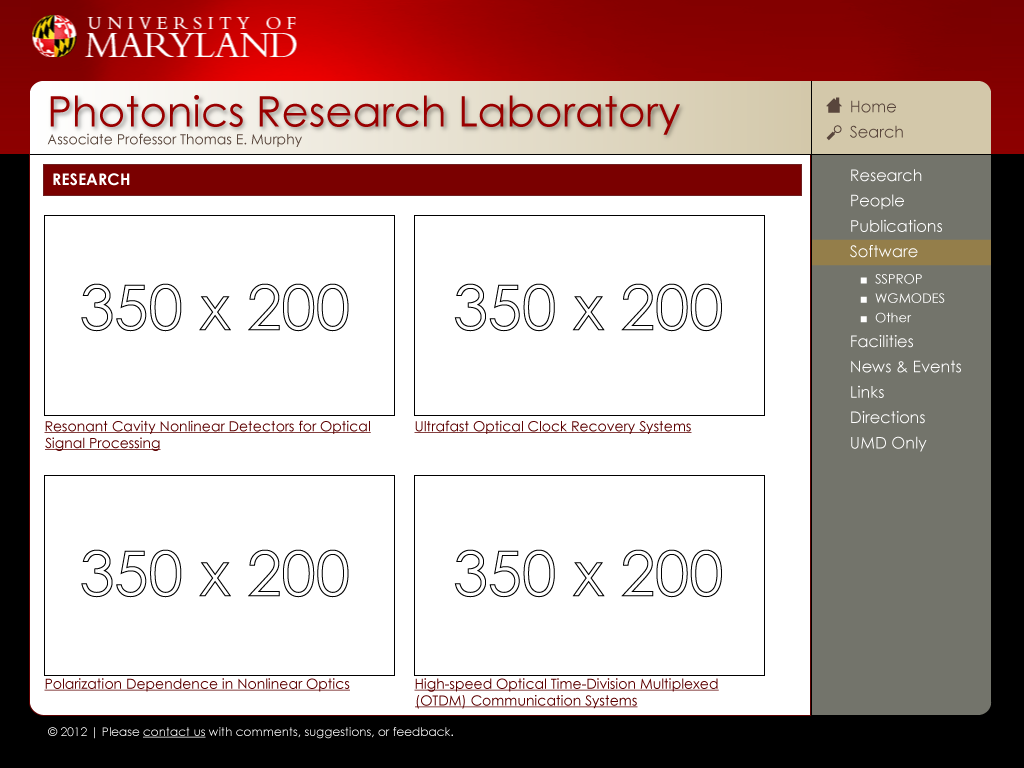 UNIVERSITY OF
MARYLAND
Photonics Research Laboratory
Associate Professor Thomas E. Murphy
Home
Search
RESEARCH
350 x 200
350 x 200
Resonant Cavity Nonlinear Detectors for Optical
Signal Processing
Ultrafast Optical Clock Recovery Systems
350 x 200
350 x 200
Polarization Dependence in Nonlinear Optics
High-speed Optical Time-Division Multiplexed
(OTDM) Communication Systems
Research
People
Publications
Software
SSPROP
WGMODES
Other
Facilities
News & Events
Links
Directions
UMD Only
© 2012 | Please contact us with comments, suggestions, or feedback.